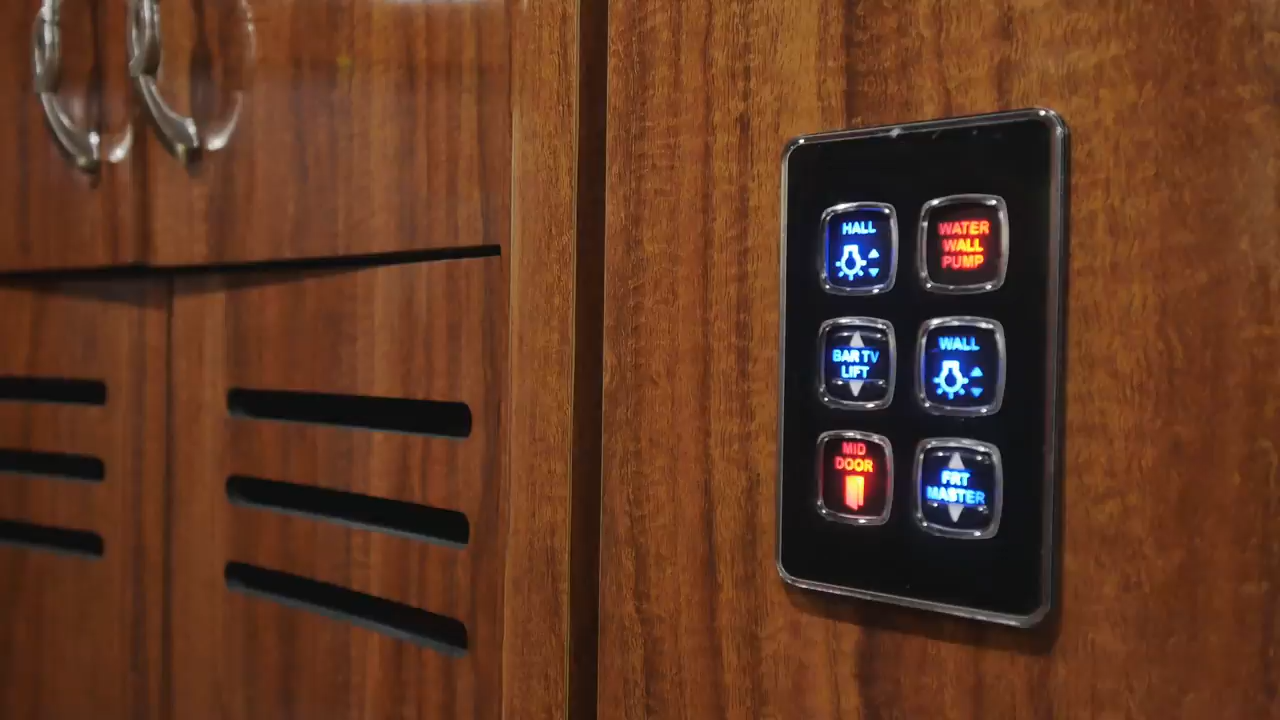 HALL
WATER
WALL
PUMP
BAR TV
LIFT
WALL
MID
DOOR
FRT
MASTER